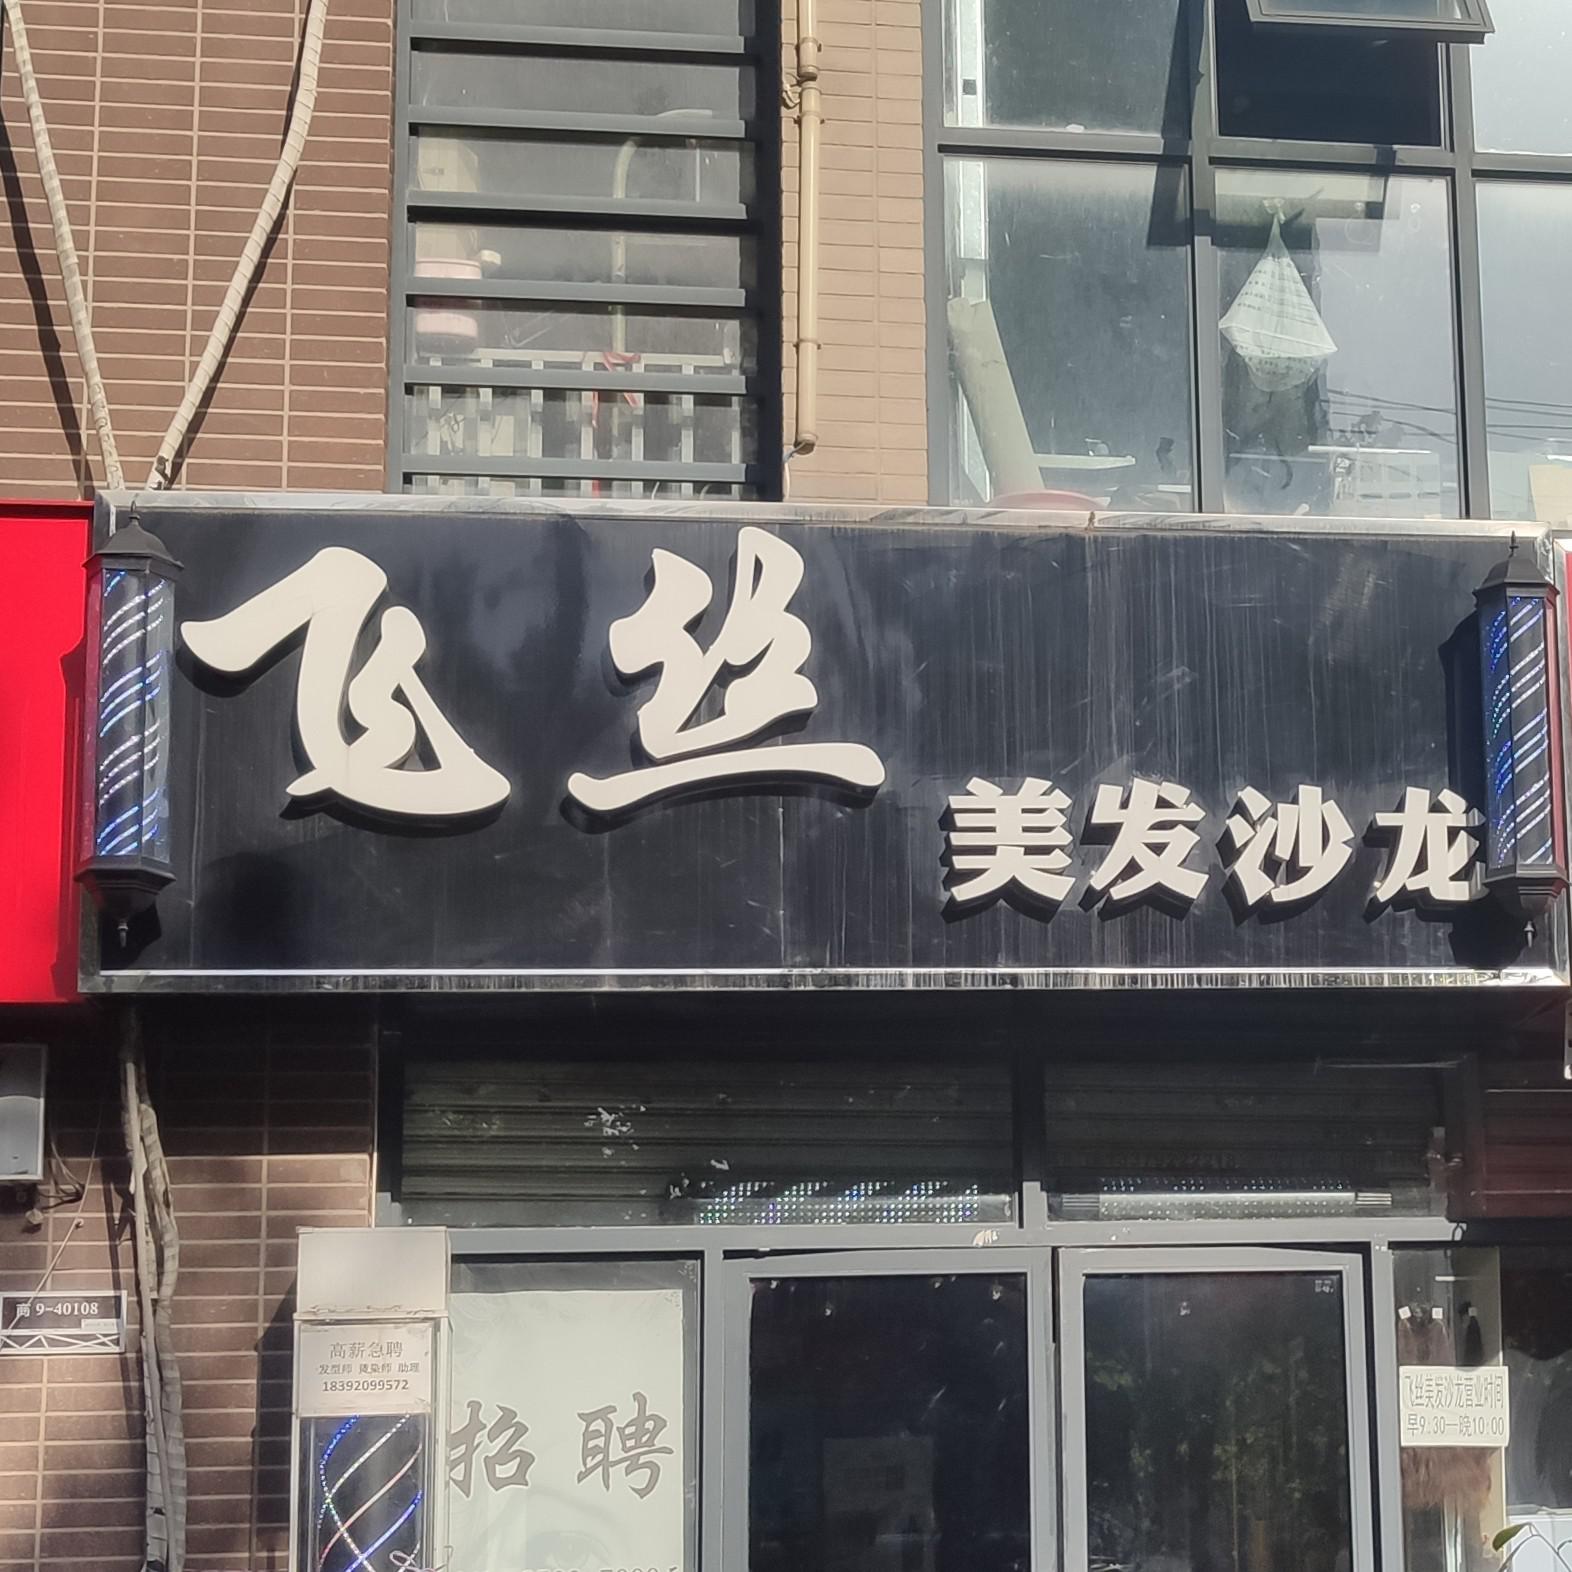 飞丝
美发沙龙
商 9-40108
高薪急聘
发型师 烫染师 助理
18392099572
招聘
飞丝美发沙龙营业时间
早9:30—晚10:00